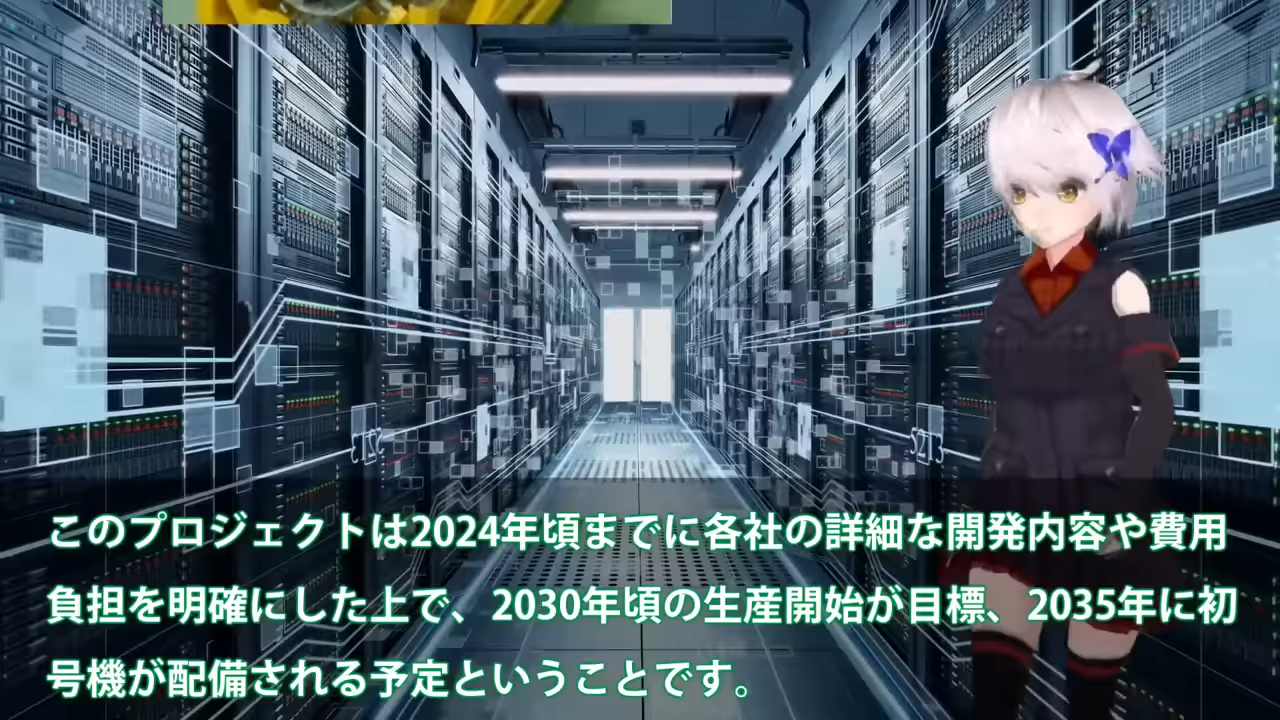 このプロジェクトは2024年頃までに各社の詳細な開発内容や費用
負担を明確にした上で、2030年頃の生産開始が目標、2035年に初
号機が配備される予定ということです。